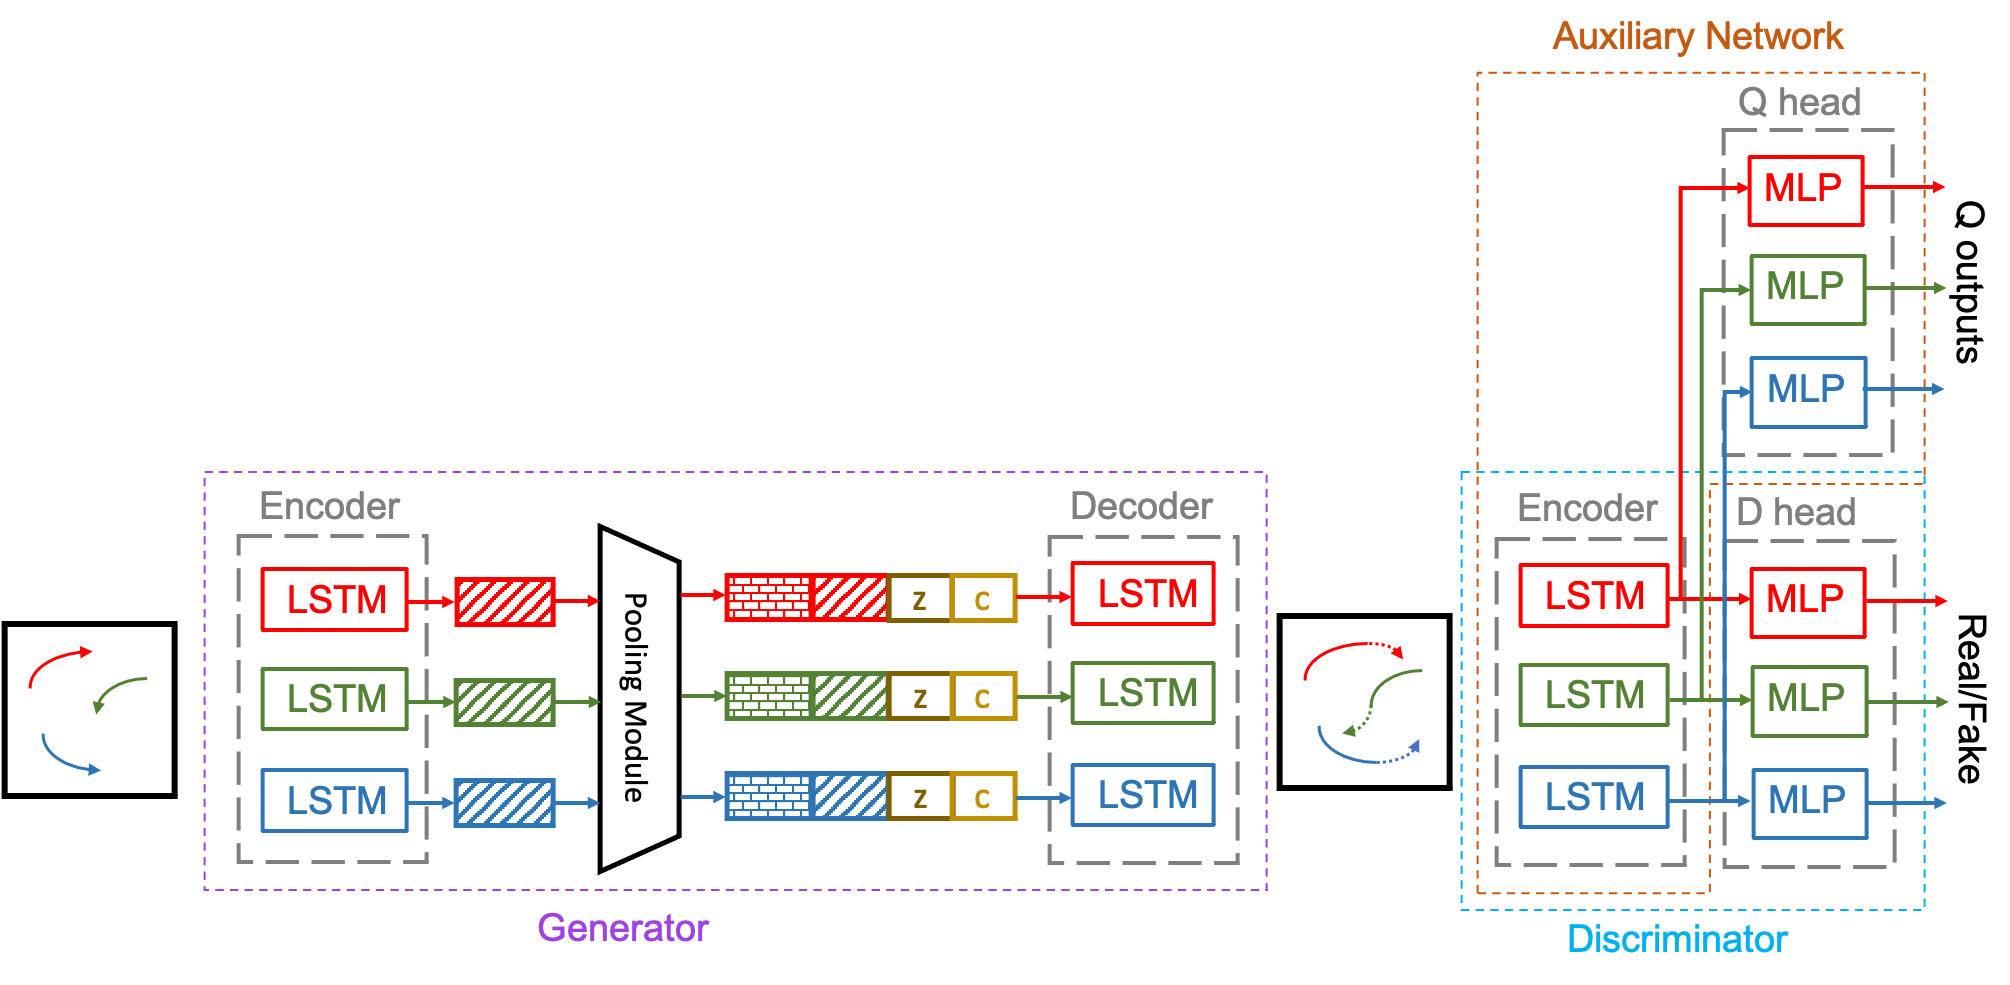 Auxiliary Network
Q head
MLP
MLP
MLP
Q outputs
Encoder
LSTM
LSTM
LSTM
Pooling Module
z c
z c
z c
Decoder
LSTM
LSTM
LSTM
Generator
Encoder
LSTM
LSTM
LSTM
D head
MLP
MLP
MLP
Real/Fake
Discriminator